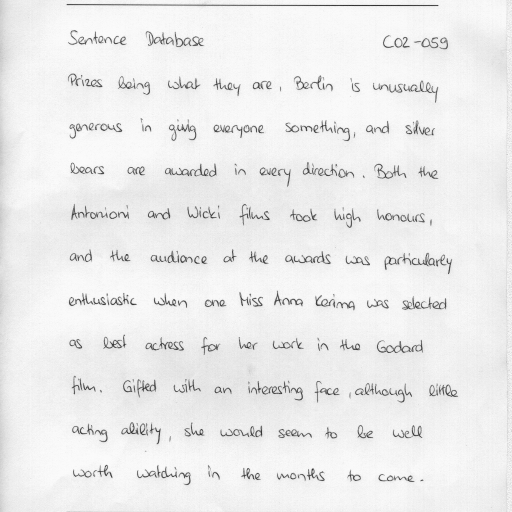 Sentence Database C02-059
Prizes being what they are, Berlin is unusually
generous in givig everyone something, and silver
bears are awarded in every direction. Both the
Antonioni and Wicki films took high honours,
and the audience at the awards was particularly
enthusiastic when one Miss Anna Karima was selected
as best actress for her work in the Godard
film. Gifted with an interesting face, although little
acting ability, she would seem to be well
worth watching in the months to come.